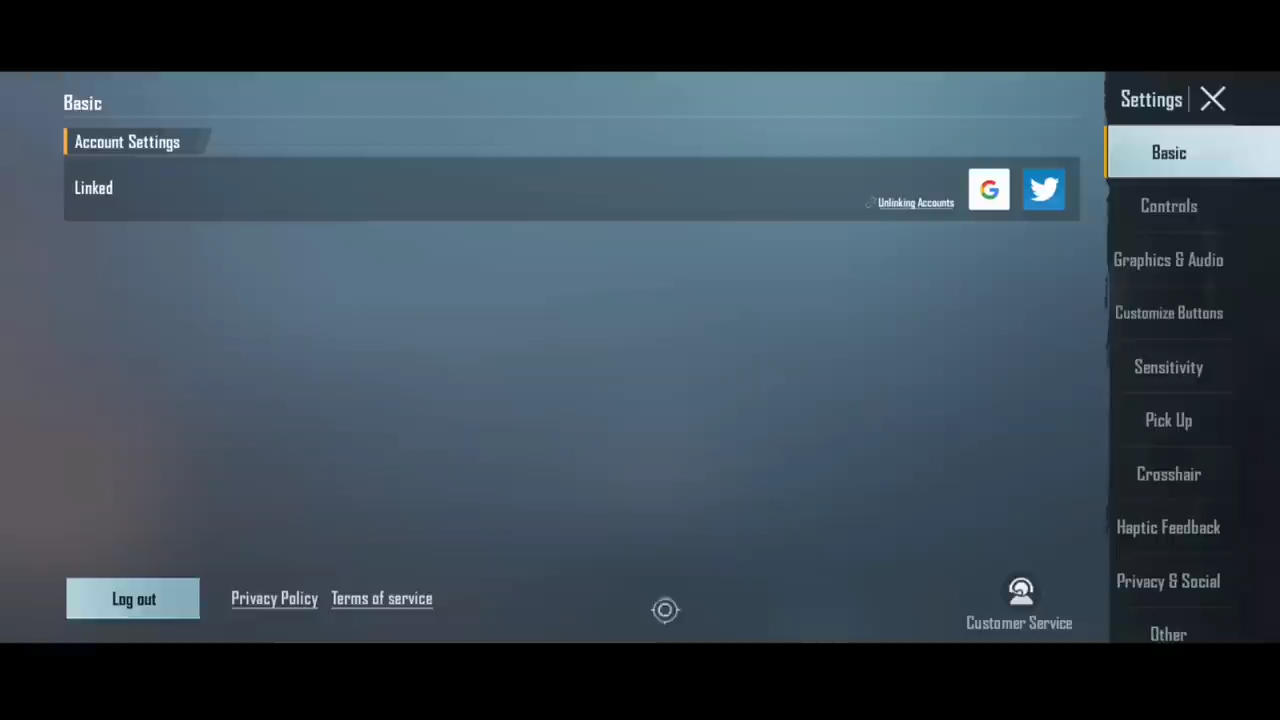 Basic
Settings
Account Settings
Linked
Unlinking Accounts
G
Basic
Controls
Graphics & Audio
Customize Buttons
Sensitivity
Pick Up
Crosshair
Haptic Feedback
Privacy & Social
Other
Log out
Privacy Policy
Terms of service
Customer Service